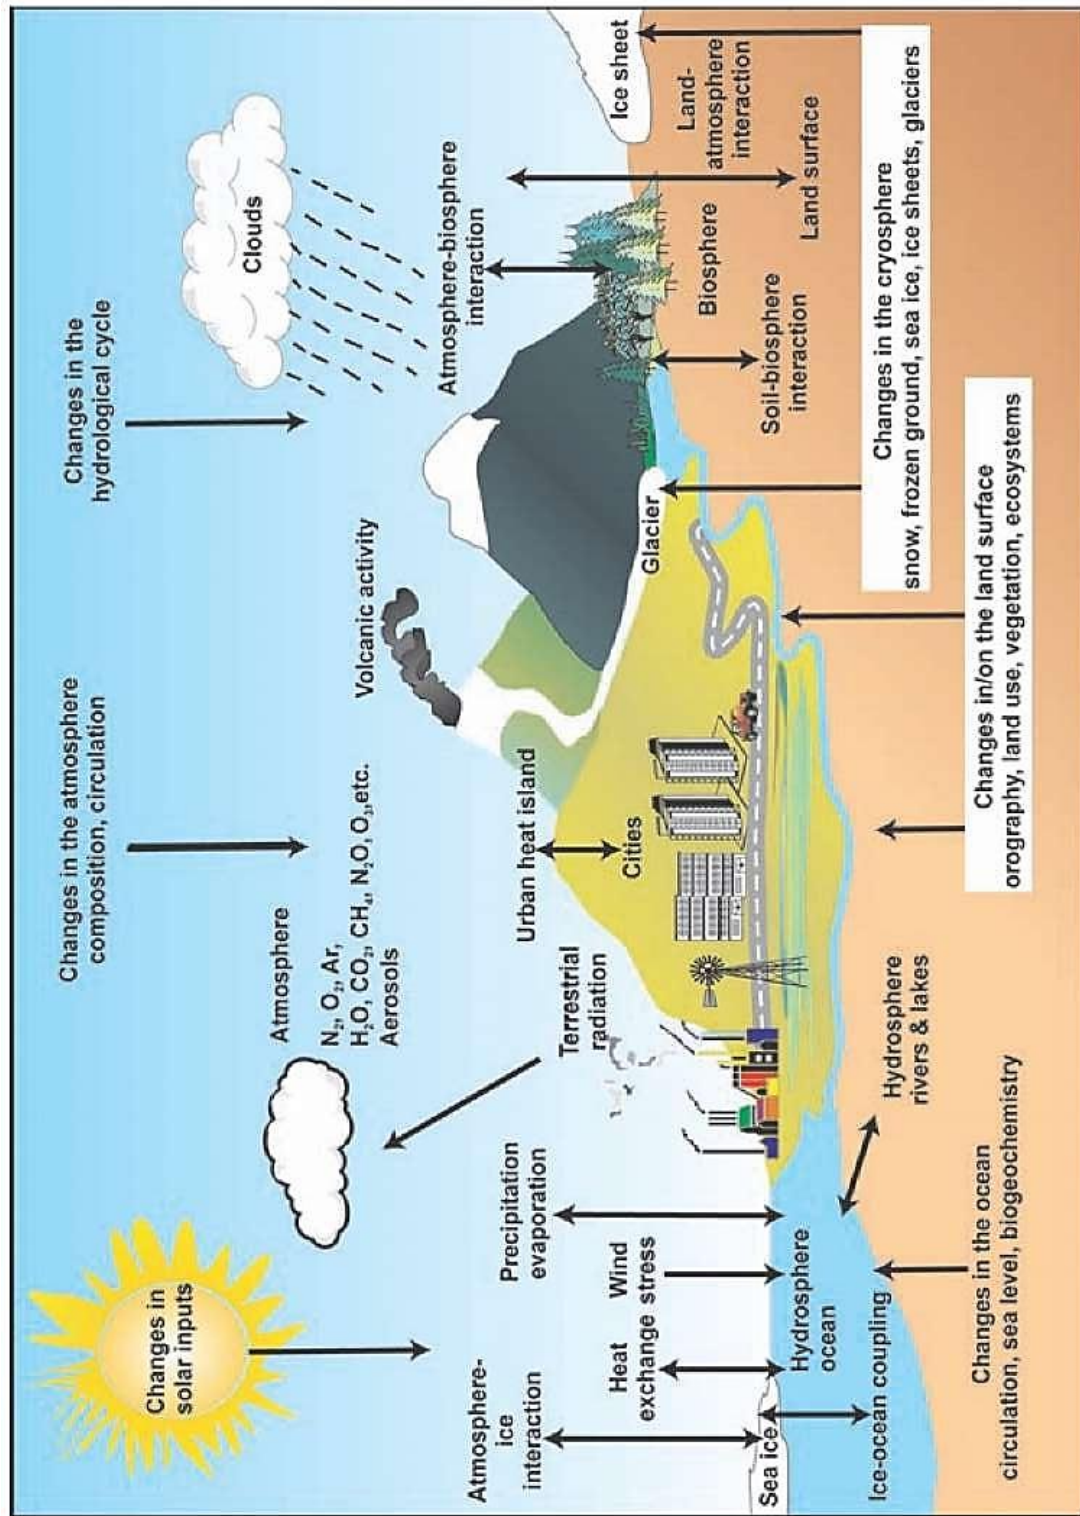 Changes in the atmosphere
composition, circulation
Changes in the
hydrological cycle
Changes in
solar inputs
Atmosphere
N₂, O₂, Ar,
H₂O, CO₂, CH₄, N₂O, O₃, etc.
Aerosols
Clouds
Volcanic activity
Atmosphere-
ice
interaction
Precipitation
evaporation
Terrestrial
radiation
Urban heat island
Atmosphere-biosphere
interaction
Heat
exchange
Wind
stress
Cities
Glacier
Ice sheet
Land-
atmosphere
interaction
Sea ice
Hydrosphere
ocean
Biosphere
Soil-biosphere
interaction
Land surface
Ice-ocean coupling
Hydrosphere
rivers & lakes
Changes in the cryosphere
snow, frozen ground, sea ice, ice sheets, glaciers
Changes in the ocean
circulation, sea level, biogeochemistry
Changes in/on the land surface
orography, land use, vegetation, ecosystems